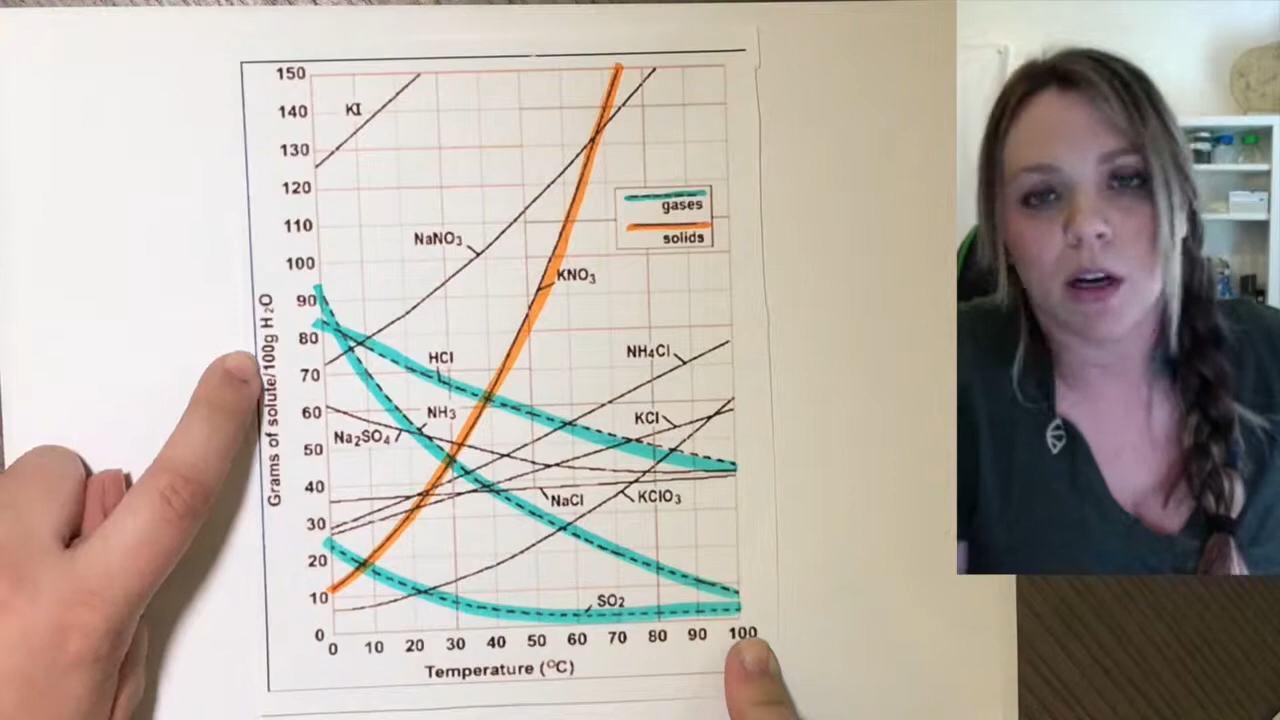 150
140
130
120
110
100
90
80
70
60
50
40
30
20
10
0
Grams of solute/100g H₂O
KI
NaNO₃
gases
solids
KNO₃
HCl
NH₄Cl
NH₃
KCl
Na₂SO₄
NaCl
KClO₃
SO₂
0 10 20 30 40 50 60 70 80 90 100
Temperature (⁰C)